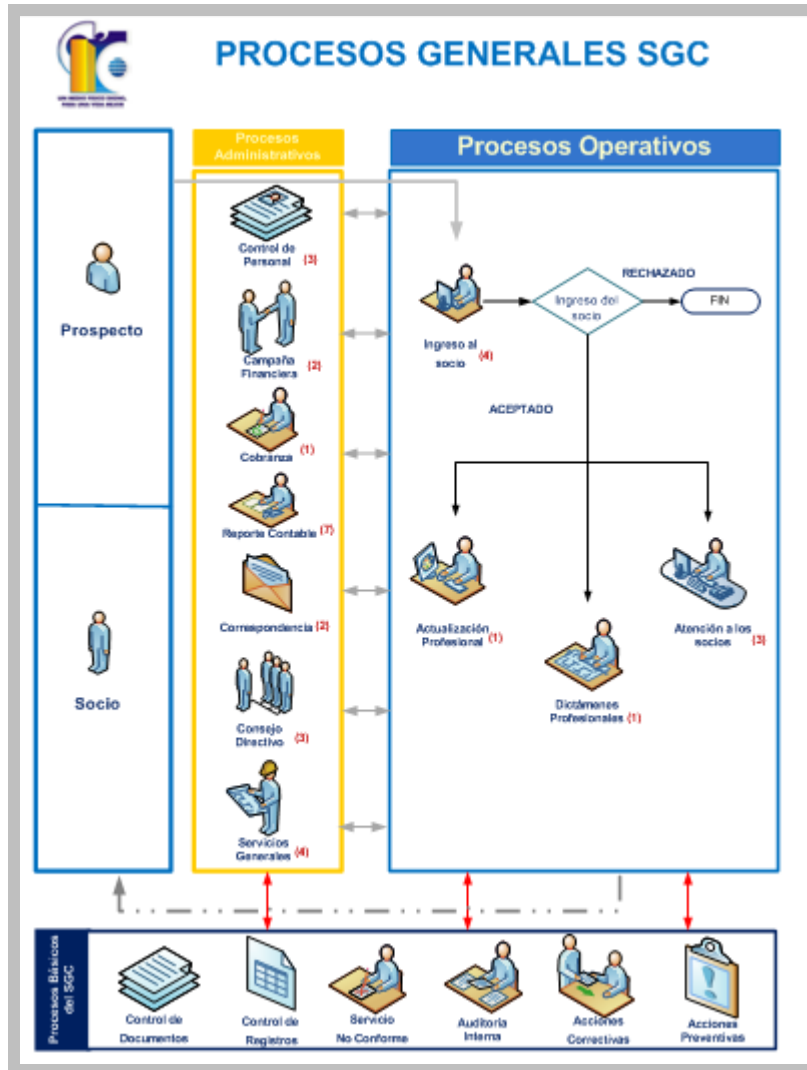 PROCESOS GENERALES SGC
Procesos
Administrativos
Procesos Operativos
Prospecto
Socio
Control de
Personal (3)
Campaña
Financiera (2)
Cobranza (1)
Reporte Contable (7)
Correspondencia (2)
Consejo
Directivo (3)
Servicios
Generales (4)
Ingreso al
socio (4)
Ingreso del
socio
RECHAZADO
FIN
ACEPTADO
Actualización
Profesional (1)
Dictámenes
Profesionales (1)
Atención a los
socios (3)
Procesos Básicos
del SGC
Control de
Documentos
Control de
Registros
Servicio
No Conforme
Auditoría
Interna
Acciones
Correctivas
Acciones
Preventivas